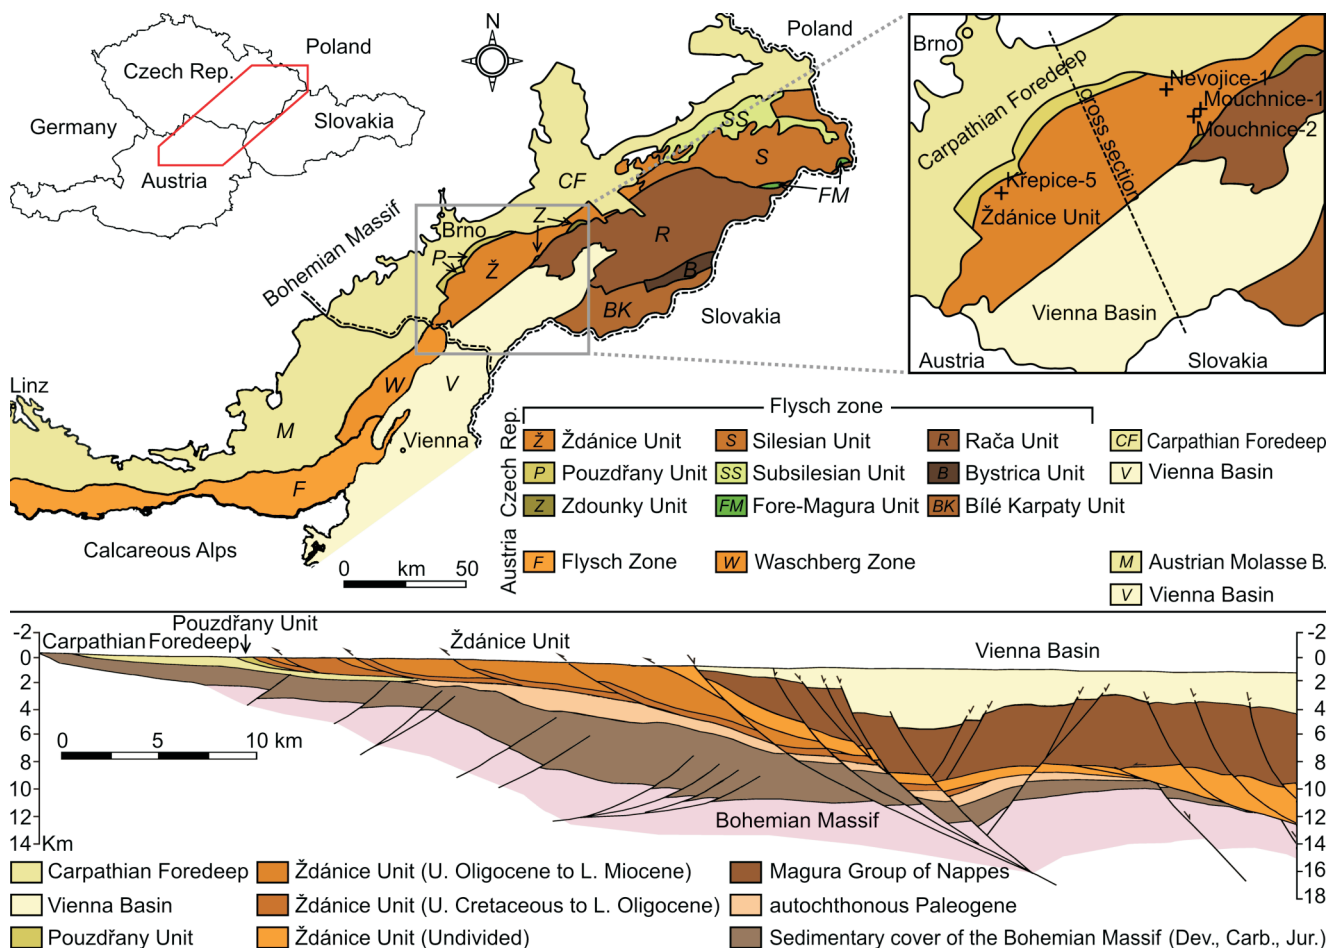 Czech Rep.
Poland
Germany
Slovakia
Austria
N
Poland
SS
S
CF
FM
Z
Brno
P
Ž
R
B
BK
Bohemian Massif
Slovakia
Linz
W
V
M
Vienna
F
Calcareous Alps
0 km 50
Brno
Carpathian Foredeep
Nevojice-1
Mouchnice-1
Mouchnice-2
cross section
Křepice-5
Ždánice Unit
Vienna Basin
Austria
Slovakia
Flysch zone
Czech Rep.
Ž Ždánice Unit
S Silesian Unit
R Rača Unit
CF Carpathian Foredeep
P Pouzdřany Unit
SS Subsilesian Unit
B Bystrica Unit
V Vienna Basin
Z Zdounky Unit
FM Fore-Magura Unit
BK Bílé Karpaty Unit
Austria
F Flysch Zone
W Waschberg Zone
M Austrian Molasse B.
V Vienna Basin
Pouzdřany Unit
Carpathian Foredeep
Ždánice Unit
Vienna Basin
-2
0
2
4
6
8
10
12
14 Km
0 5 10 km
Bohemian Massif
-2
0
2
4
6
8
10
12
14
16
18
Carpathian Foredeep
Ždánice Unit (U. Oligocene to L. Miocene)
Magura Group of Nappes
Vienna Basin
Ždánice Unit (U. Cretaceous to L. Oligocene)
autochthonous Paleogene
Pouzdřany Unit
Ždánice Unit (Undivided)
Sedimentary cover of the Bohemian Massif (Dev., Carb., Jur.)